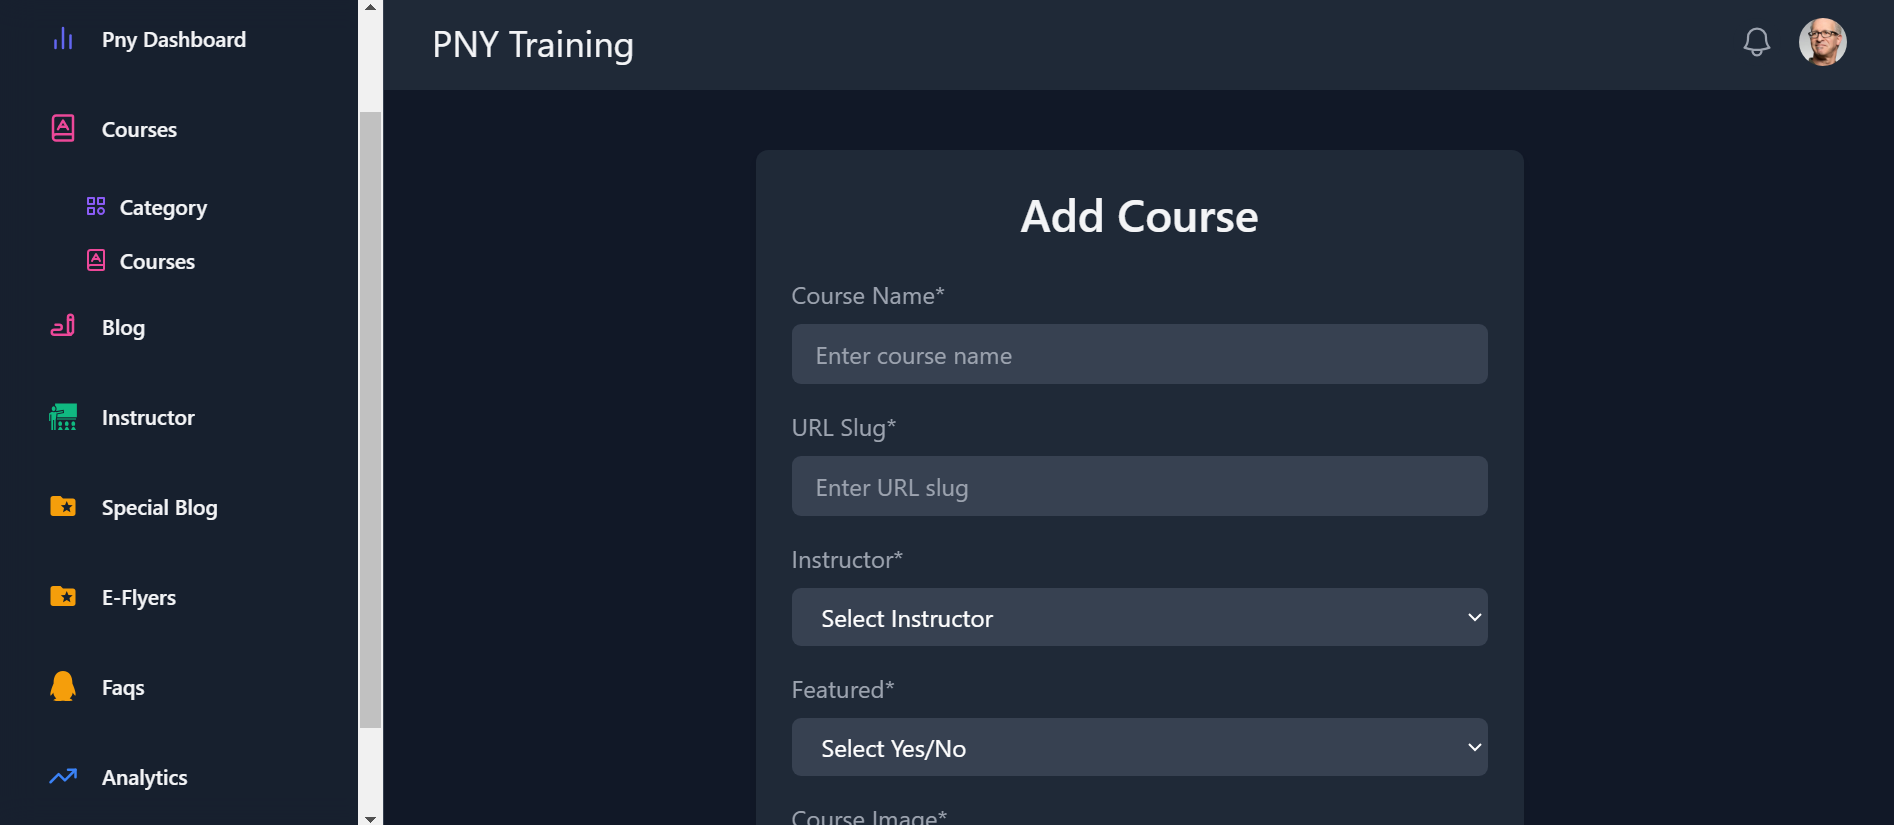 Pny Dashboard
Courses
Category
Courses
Blog
Instructor
Special Blog
E-Flyers
Faqs
Analytics
PNY Training
Add Course
Course Name*
Enter course name
URL Slug*
Enter URL slug
Instructor*
Select Instructor
Featured*
Select Yes/No
Course Image*